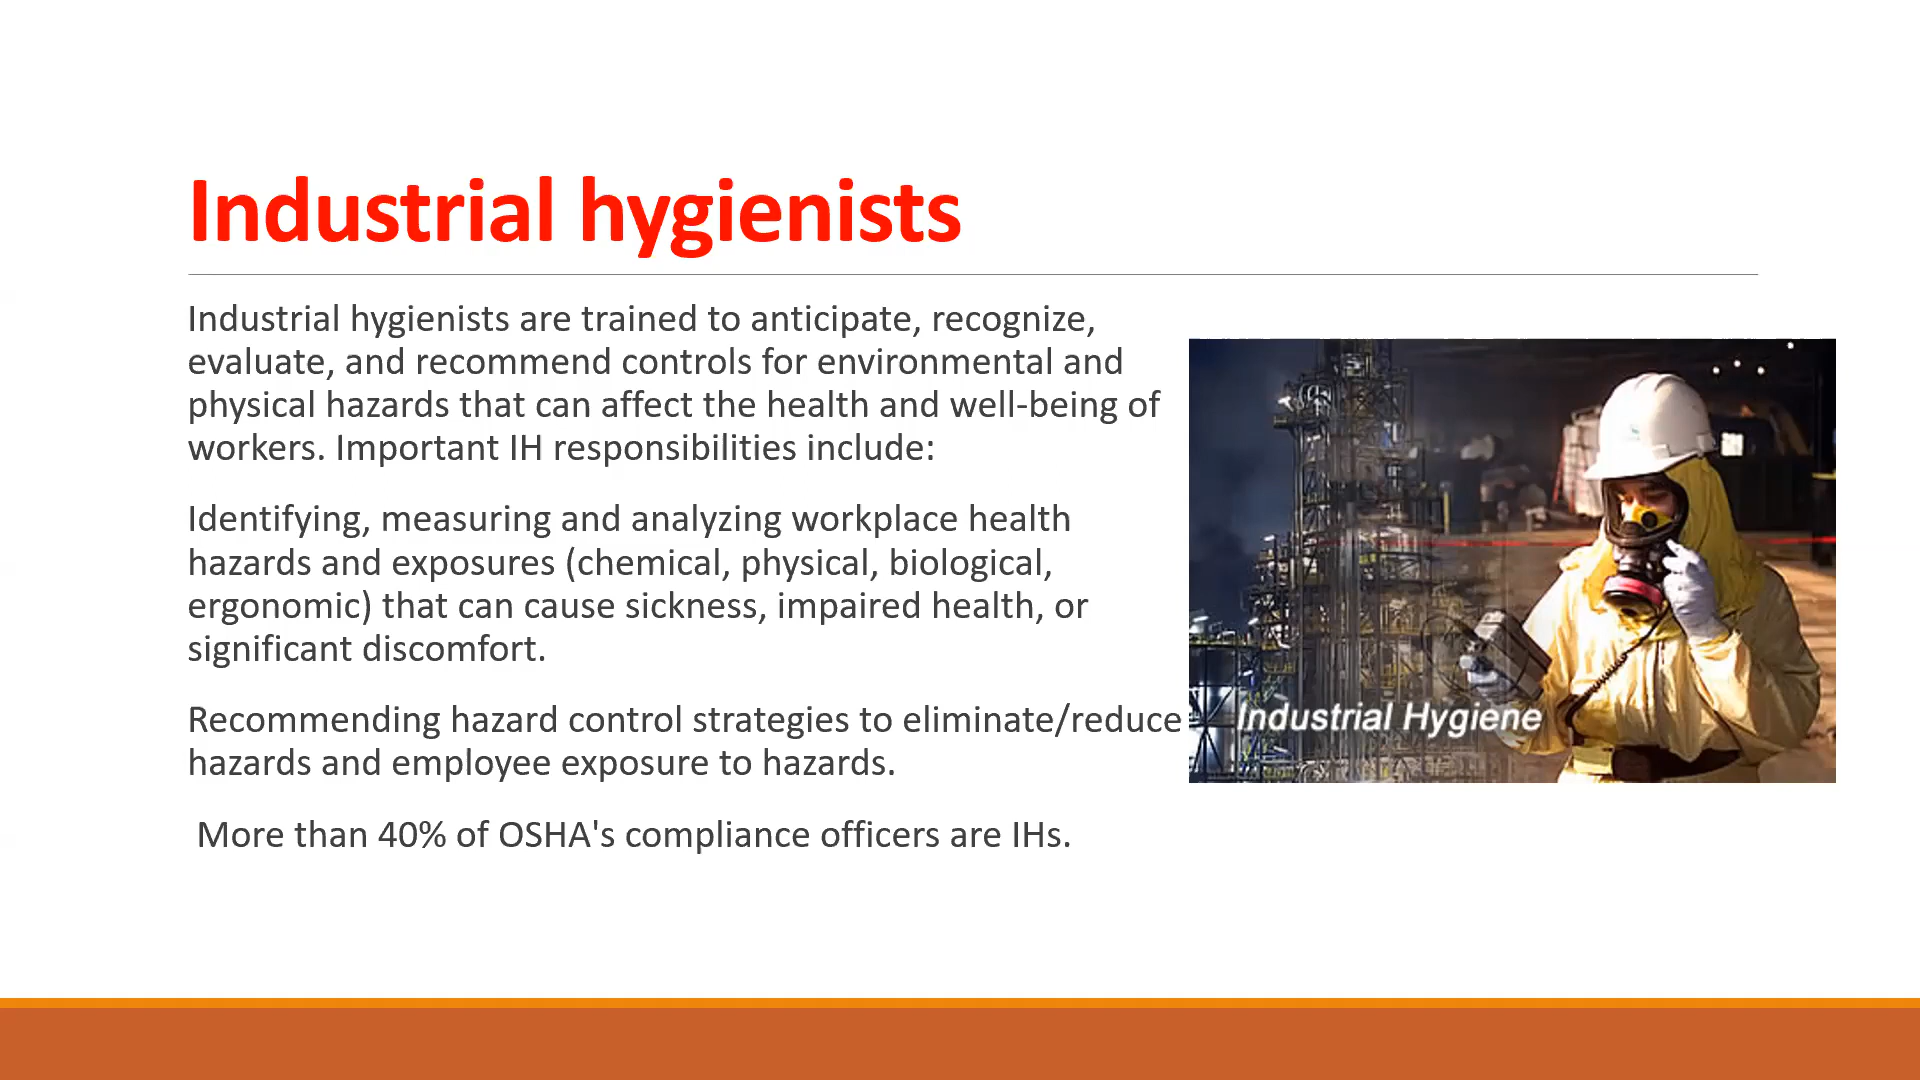 Industrial hygienists
Industrial hygienists are trained to anticipate, recognize,
evaluate, and recommend controls for environmental and
physical hazards that can affect the health and well-being of
workers. Important IH responsibilities include:
Identifying, measuring and analyzing workplace health
hazards and exposures (chemical, physical, biological,
ergonomic) that can cause sickness, impaired health, or
significant discomfort.
Recommending hazard control strategies to eliminate/reduce
hazards and employee exposure to hazards.
More than 40% of OSHA's compliance officers are IHs.
Industrial Hygiene